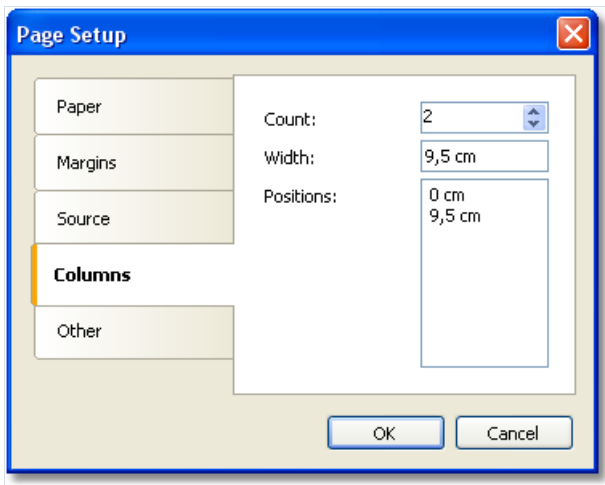 Page Setup
Paper
Margins
Source
Columns
Other
Count:
2
Width:
9,5 cm
Positions:
0 cm
9,5 cm
OK
Cancel